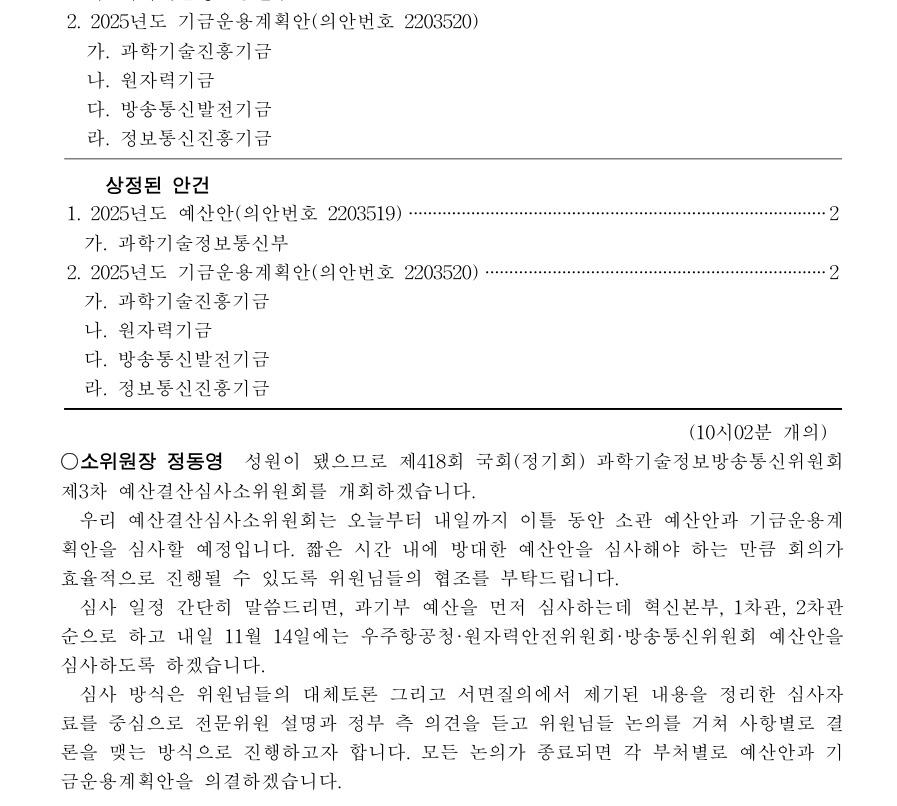 2. 2025년도 기금운용계획안(의안번호 2203520)
가. 과학기술진흥기금
나. 원자력기금
다. 방송통신발전기금
라. 정보통신진흥기금
상정된 안건
1. 2025년도 예산안(의안번호 2203519) ········ 2
가. 과학기술정보통신부
2. 2025년도 기금운용계획안(의안번호 2203520) ········ 2
가. 과학기술진흥기금
나. 원자력기금
다. 방송통신발전기금
라. 정보통신진흥기금
(10시02분 개의)
○소위원장 정동영 성원이 됐으므로 제418회 국회(정기회) 과학기술정보방송통신위원회
제3차 예산결산심사소위원회를 개회하겠습니다.
우리 예산결산심사소위원회는 오늘부터 내일까지 이틀 동안 소관 예산안과 기금운용계
획안을 심사할 예정입니다. 짧은 시간 내에 방대한 예산안을 심사해야 하는 만큼 회의가
효율적으로 진행될 수 있도록 위원님들의 협조를 부탁드립니다.
심사 일정 간단히 말씀드리면, 과기부 예산을 먼저 심사하는데 혁신본부, 1차관, 2차관
순으로 하고 내일 11월 14일에는 우주항공청·원자력안전위원회·방송통신위원회 예산안을
심사하도록 하겠습니다.
심사 방식은 위원님들의 대체토론 그리고 서면질의에서 제기된 내용을 정리한 심사자
료를 중심으로 전문위원 설명과 정부 측 의견을 듣고 위원님들 논의를 거쳐 사항별로 결
론을 맺는 방식으로 진행하고자 합니다. 모든 논의가 종료되면 각 부처별로 예산안과 기
금운용계획안을 의결하겠습니다.